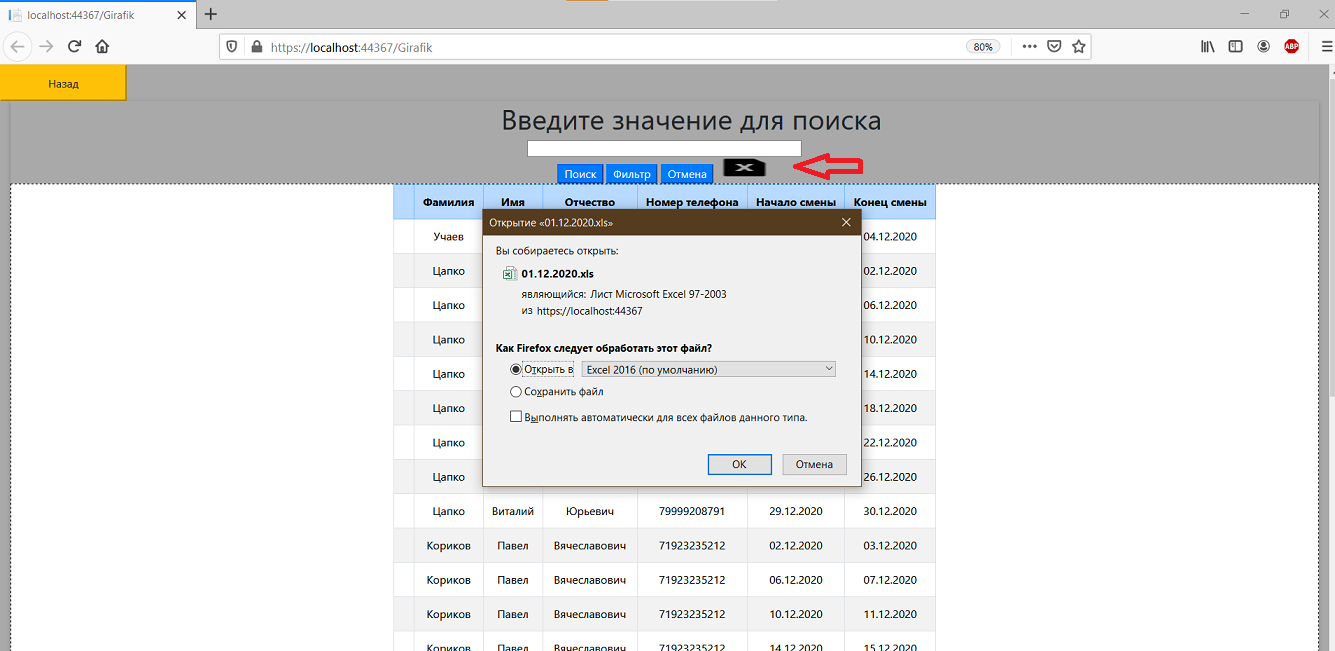 localhost:44367/Girafik
https://localhost:44367/Girafik
80%
ABP
Назад
Введите значение для поиска
Поиск Фильтр Отмена
Фамилия Имя Отчество Номер телефона Начало смены Конец смены
Открытие «01.12.2020.xls»
Учаев 04.12.2020
Вы собираетесь открыть:
Цапко 02.12.2020
01.12.2020.xls
являющийся: Лист Microsoft Excel 97-2003
Цапко 06.12.2020
из https://localhost:44367
Цапко 10.12.2020
Как Firefox следует обработать этот файл?
Цапко 14.12.2020
Открыть в Excel 2016 (по умолчанию)
Сохранить файл
Цапко 18.12.2020
Выполнять автоматически для всех файлов данного типа.
Цапко 22.12.2020
ОК Отмена
Цапко 26.12.2020
Цапко Виталий Юрьевич 79999208791 29.12.2020 30.12.2020
Кориков Павел Вячеславович 71923235212 02.12.2020 03.12.2020
Кориков Павел Вячеславович 71923235212 06.12.2020 07.12.2020
Кориков Павел Вячеславович 71923235212 10.12.2020 11.12.2020
Кориков Павел Вячеславович 71923235212 14.12.2020 15.12.2020